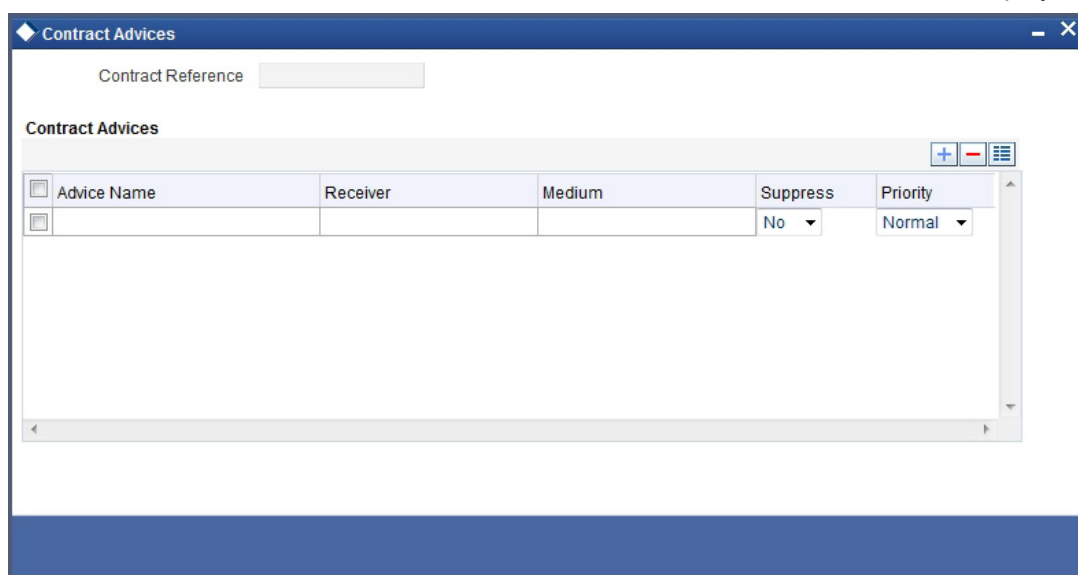 Contract Advices
Contract Reference
Contract Advices
Advice Name Receiver Medium Suppress Priority
No Normal